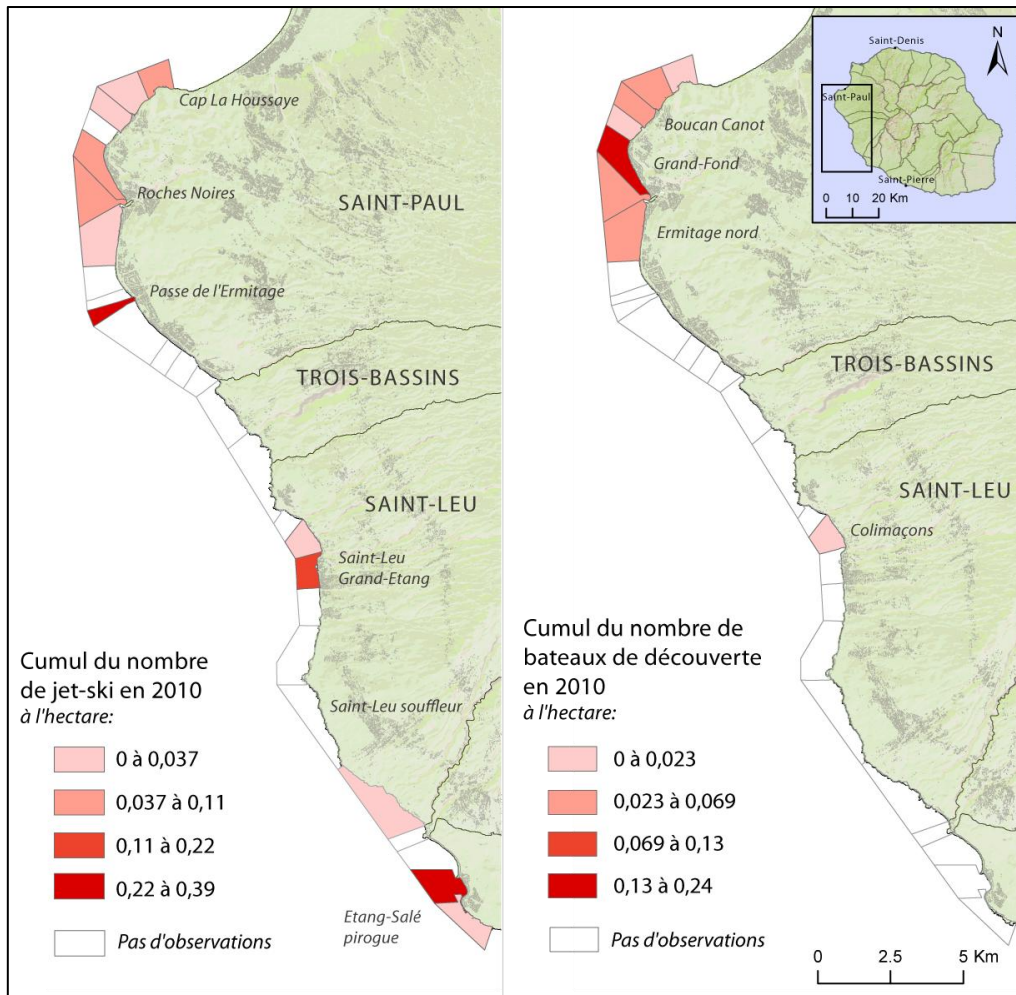 Cap La Houssaye
Roches Noires
SAINT-PAUL
Passe de l'Ermitage
TROIS-BASSINS
SAINT-LEU
Saint-Leu
Grand-Etang
Saint-Leu souffleur
Etang-Salé
pirogue
Cumul du nombre
de jet-ski en 2010
à l'hectare:
0 à 0,037
0,037 à 0,11
0,11 à 0,22
0,22 à 0,39
Pas d'observations
Saint-Denis
Saint-Paul
Saint-Pierre
0 10 20 Km
N
Boucan Canot
Grand-Fond
Ermitage nord
TROIS-BASSINS
SAINT-LEU
Colimaçons
Cumul du nombre de
bateaux de découverte
en 2010
à l'hectare:
0 à 0,023
0,023 à 0,069
0,069 à 0,13
0,13 à 0,24
Pas d'observations
0 2.5 5 Km